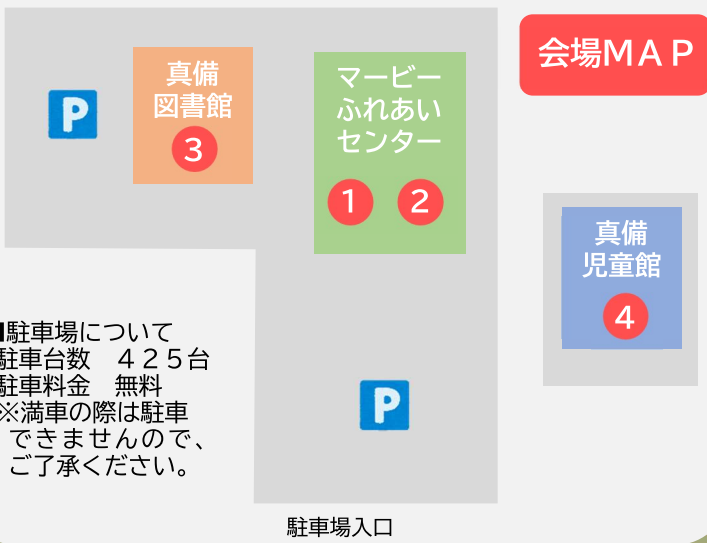 会場MAP
真備
図書館
3
マービー
ふれあい
センター
1 2
真備
児童館
4
P
P
■駐車場について
駐車台数　425台
駐車料金　無料
※満車の際は駐車
できませんので、
ご了承ください。
駐車場入口